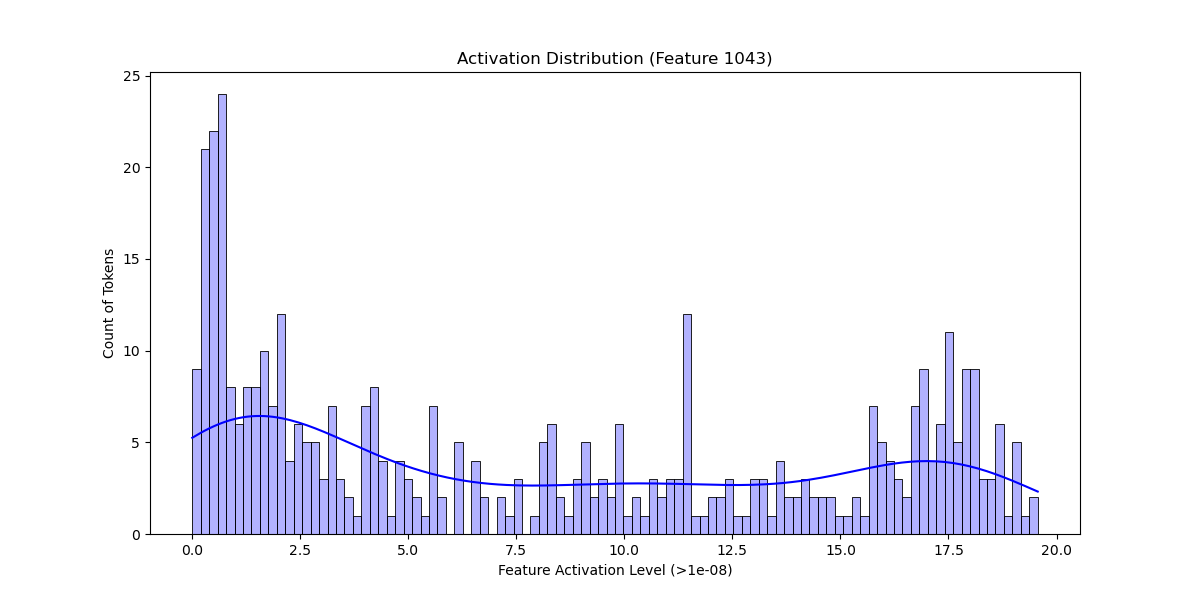 Activation Distribution (Feature 1043)
25
20
15
10
5
0
Count of Tokens
0.0 2.5 5.0 7.5 10.0 12.5 15.0 17.5 20.0
Feature Activation Level (>1e-08)